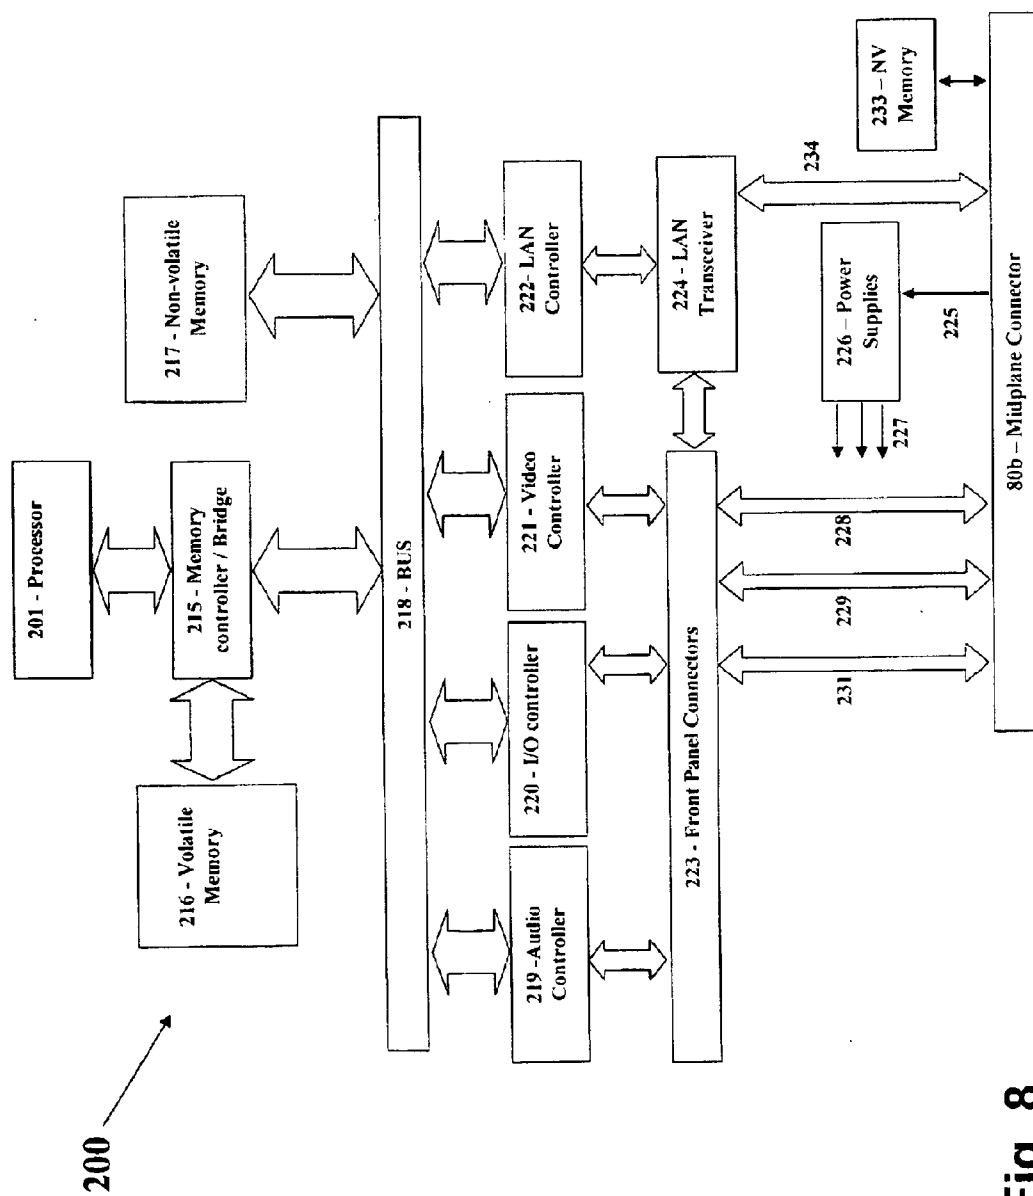 200
201 - Processor
215 - Memory
controller / Bridge
216 - Volatile
Memory
217 - Non-volatile
Memory
218 - BUS
219 -Audio
Controller
220 - I/O controller
221 - Video
Controller
222- LAN
Controller
223 - Front Panel Connectors
224 - LAN
Transceiver
231
229
228
227
226 – Power
Supplies
225
234
233 – NV
Memory
80b – Midplane Connector
Fig. 8